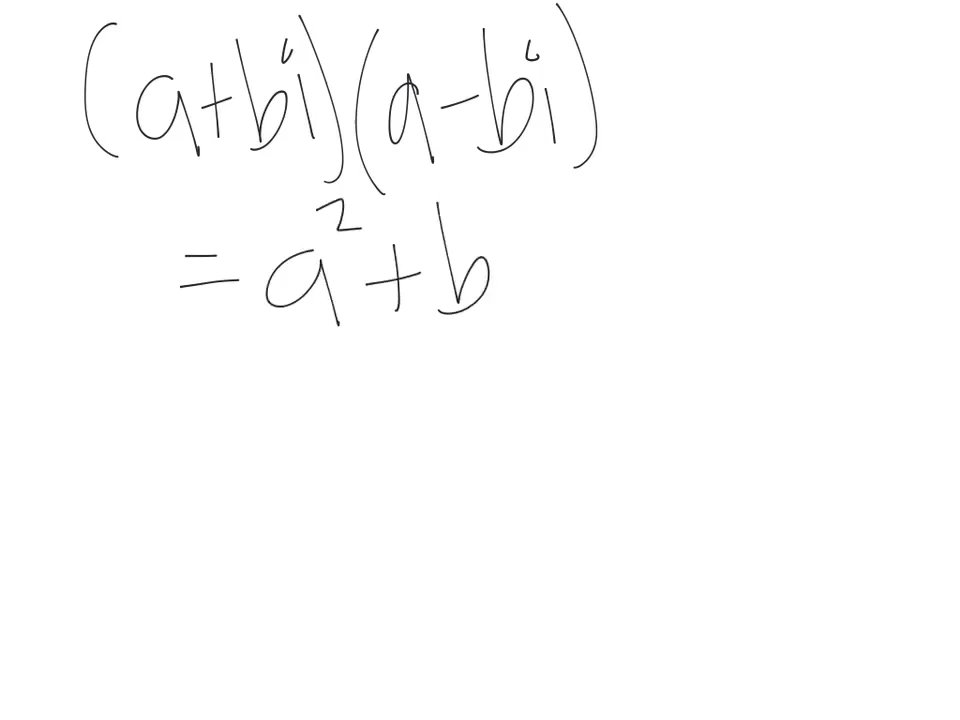 (a+bi)(a-bi)
= a² + b